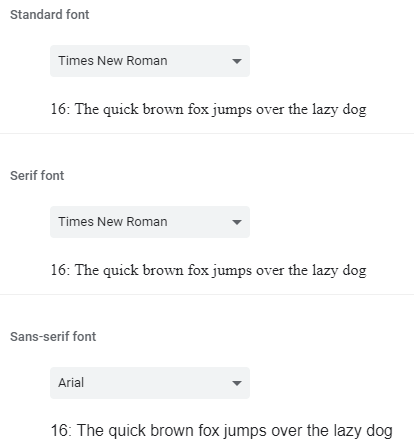 Standard font
Times New Roman
16: The quick brown fox jumps over the lazy dog
Serif font
Times New Roman
16: The quick brown fox jumps over the lazy dog
Sans-serif font
Arial
16: The quick brown fox jumps over the lazy dog